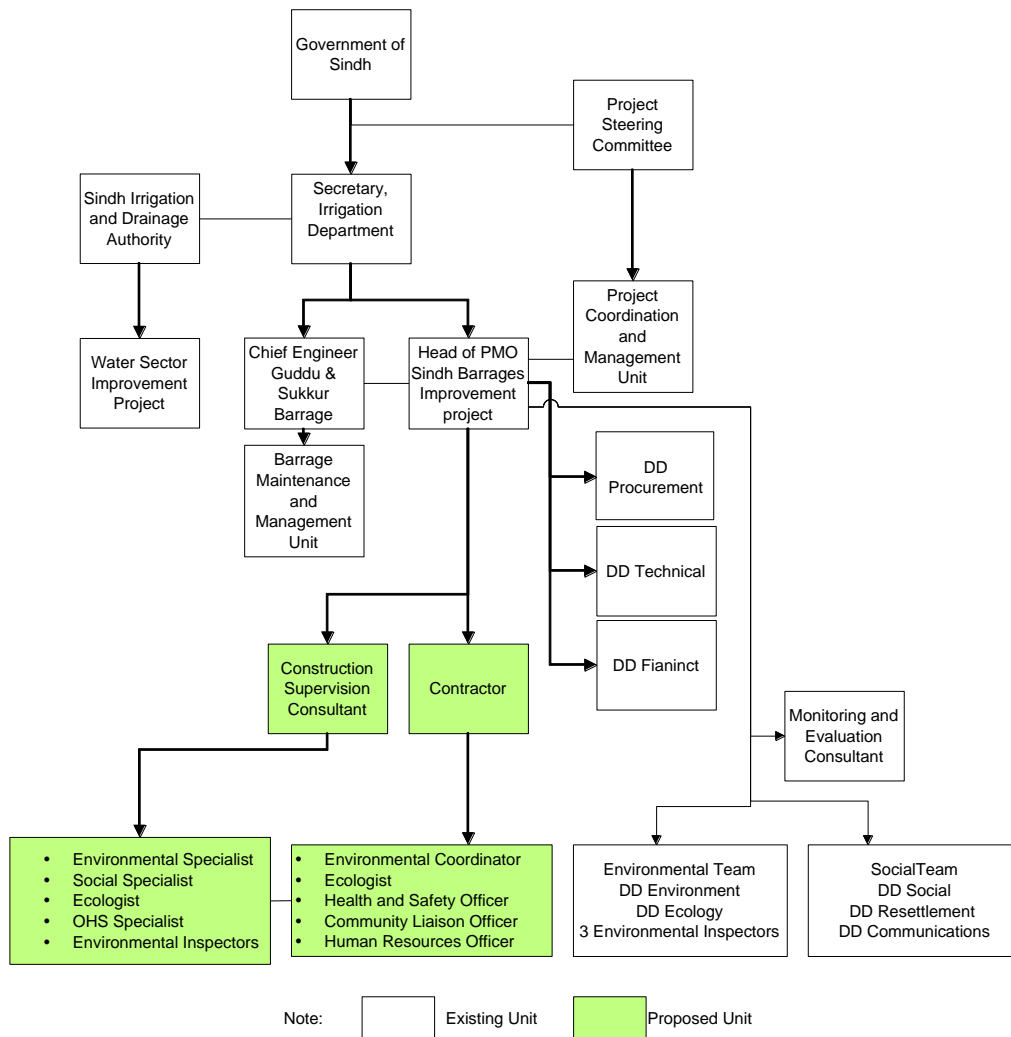 Government of
Sindh
Project
Steering
Committee
Sindh Irrigation
and Drainage
Authority
Secretary,
Irrigation
Department
Project
Coordination
and
Management
Unit
Water Sector
Improvement
Project
Chief Engineer
Guddu &
Sukkur
Barrage
Head of PMO
Sindh Barrages
Improvement
project
Barrage
Maintenance
and
Management
Unit
DD
Procurement
DD Technical
DD Fianinct
Construction
Supervision
Consultant
Contractor
Monitoring and
Evaluation
Consultant
• Environmental Specialist
• Social Specialist
• Ecologist
• OHS Specialist
• Environmental Inspectors
• Environmental Coordinator
• Ecologist
• Health and Safety Officer
• Community Liaison Officer
• Human Resources Officer
Environmental Team
DD Environment
DD Ecology
3 Environmental Inspectors
SocialTeam
DD Social
DD Resettlement
DD Communications
Note: Existing Unit Proposed Unit